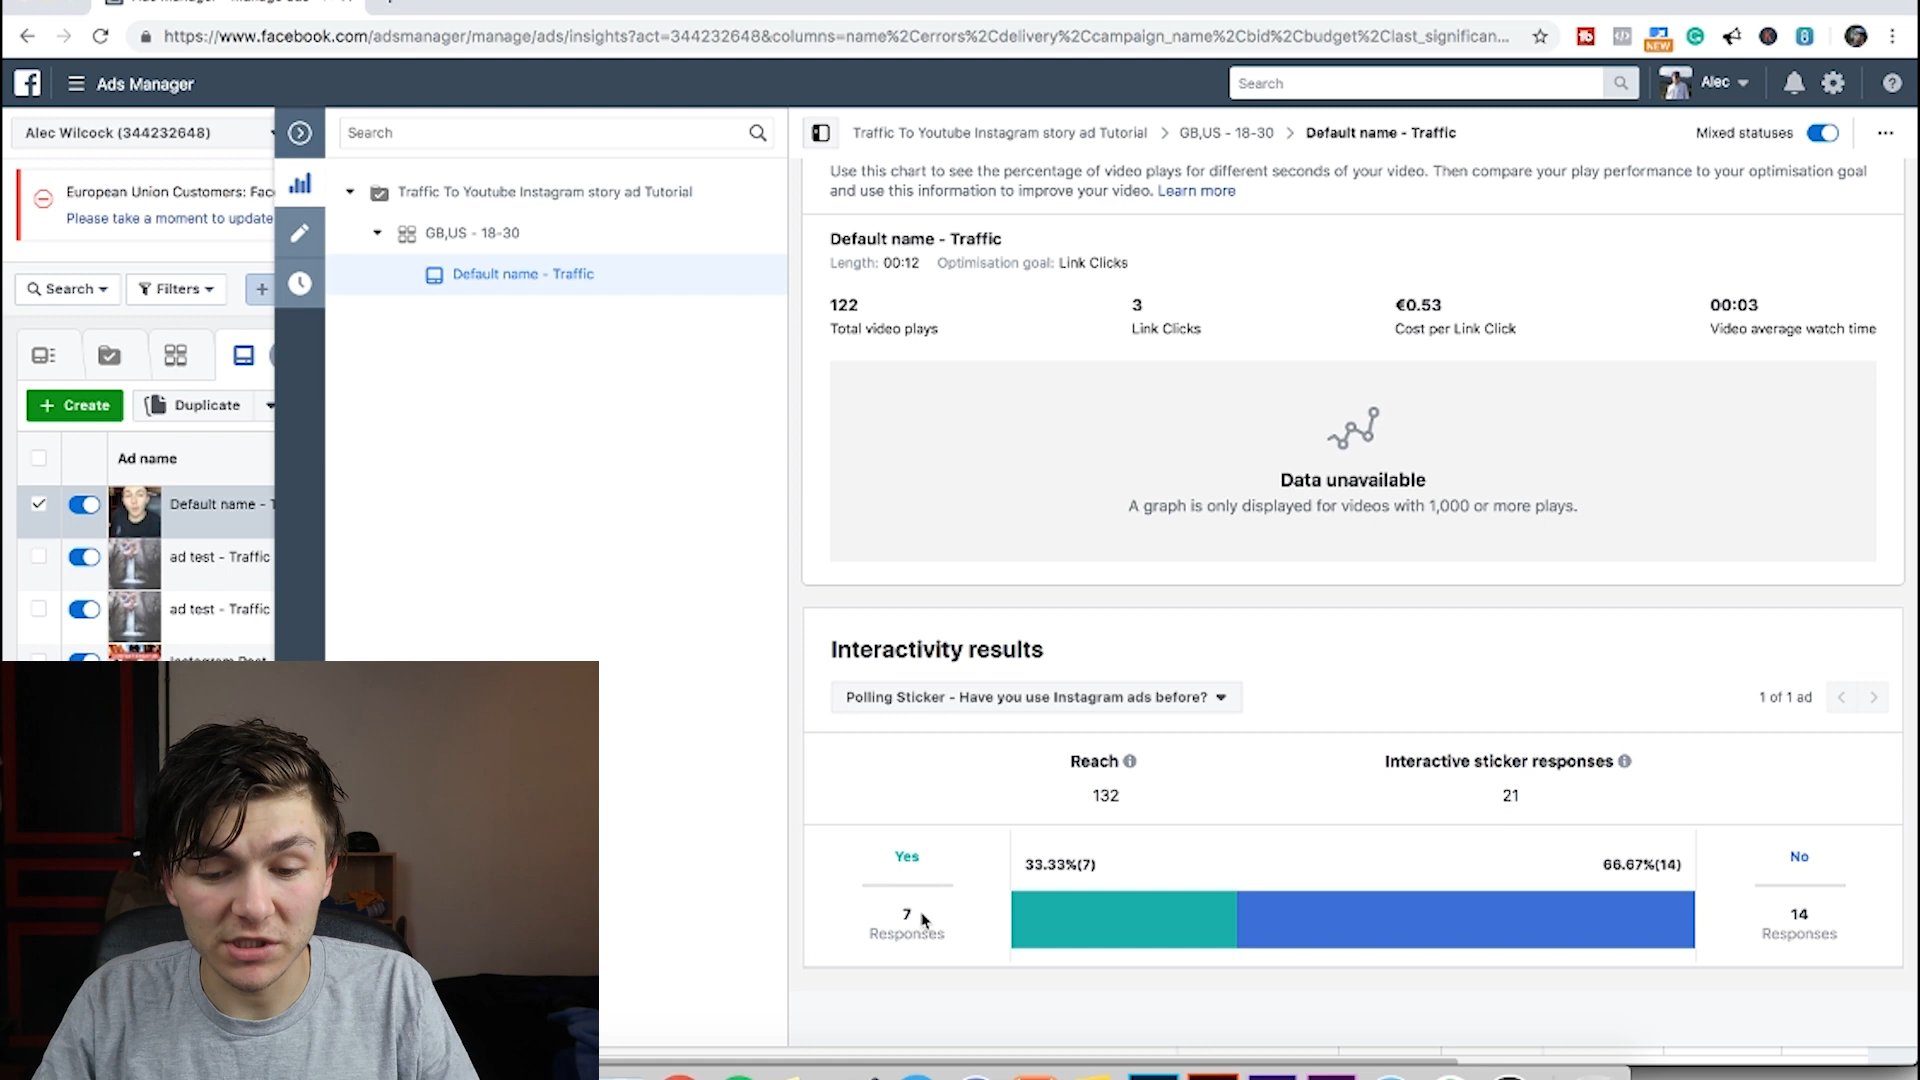 https://www.facebook.com/adsmanager/manage/ads/insights?act=344232648&columns=name%2Cerrors%2Cdelivery%2Ccampaign_name%2Cbid%2Cbudget%2Clast_significan...
NEW
Ads Manager
Search
Alec
Alec Wilcock (344232648)
Search
Traffic To Youtube Instagram story ad Tutorial
GB,US - 18-30
Default name - Traffic
Mixed statuses
European Union Customers: Fac
Please take a moment to update
Traffic To Youtube Instagram story ad Tutorial
GB,US - 18-30
Default name - Traffic
Use this chart to see the percentage of video plays for different seconds of your video. Then compare your play performance to your optimisation goal
and use this information to improve your video. Learn more
Default name - Traffic
Length: 00:12 Optimisation goal: Link Clicks
122
Total video plays
3
Link Clicks
€0.53
Cost per Link Click
00:03
Video average watch time
Search
Filters
Create
Duplicate
Ad name
Default name - T
ad test - Traffic
ad test - Traffic
Data unavailable
A graph is only displayed for videos with 1,000 or more plays.
Interactivity results
Polling Sticker - Have you use Instagram ads before?
1 of 1 ad
Reach
132
Interactive sticker responses
21
Yes
7
Responses
33.33%(7)
66.67%(14)
No
14
Responses